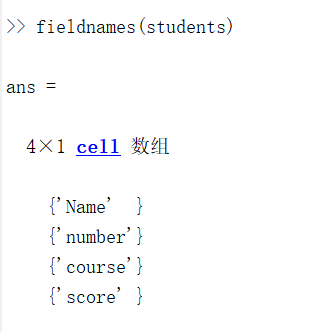 >> fieldnames(students)
ans =
4×1 cell 数组
{'Name'  }
{'number'}
{'course'}
{'score' }